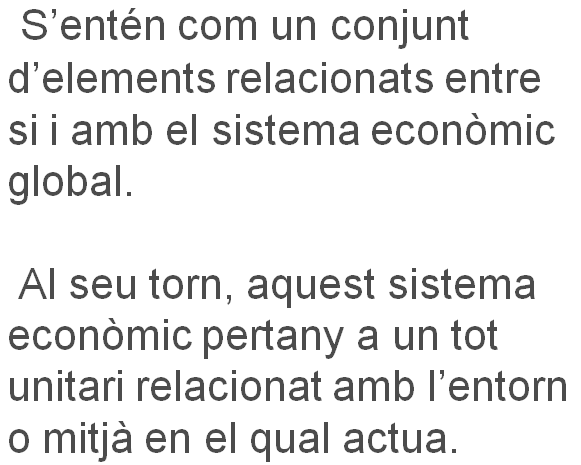 S’entén com un conjunt
d’elements relacionats entre
si i amb el sistema econòmic
global.
Al seu torn, aquest sistema
econòmic pertany a un tot
unitari relacionat amb l’entorn
o mitjà en el qual actua.